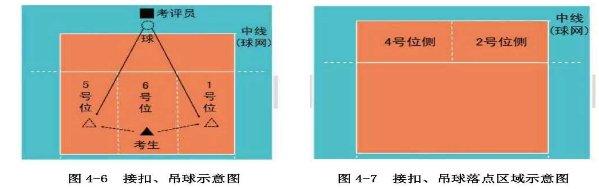 考评员
球
中线
(球网)
5号位
6号位
1号位
考生
图 4-6 接扣、吊球示意图
中线
(球网)
4号位侧
2号位侧
图 4-7 接扣、吊球落点区域示意图